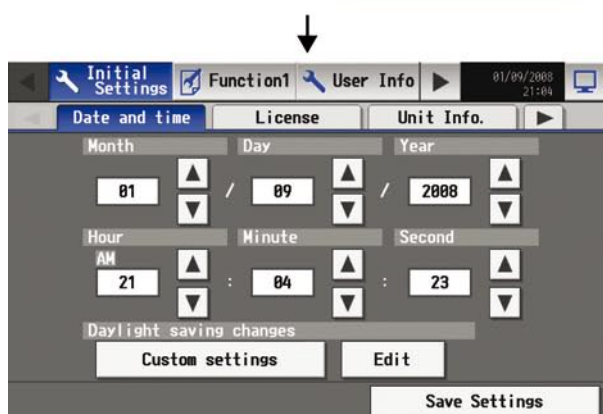 Initial Settings Function1 User Info 01/09/2008 21:04
Date and time License Unit Info.
Month Day Year
01 / 09 / 2008
Hour Minute Second
AM
21 : 04 : 23
Daylight saving changes
Custom settings Edit
Save Settings